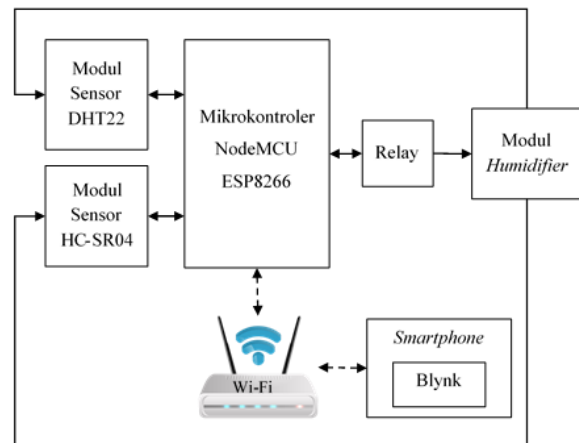 Modul
Sensor
DHT22
Mikrokontroler
NodeMCU
ESP8266
Relay
Modul
Humidifier
Modul
Sensor
HC-SR04
Wi-Fi
Smartphone
Blynk